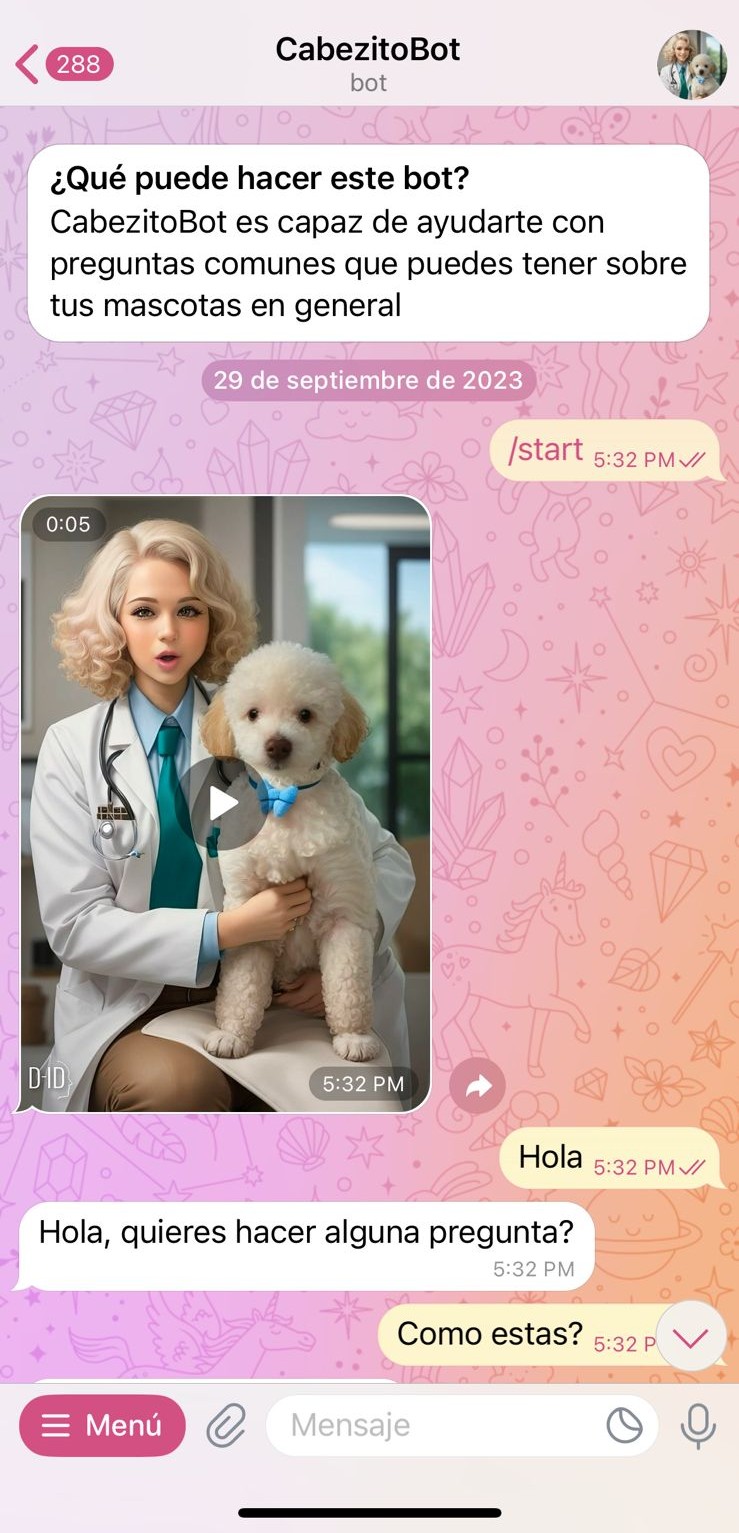 288
CabezitoBot
bot
¿Qué puede hacer este bot?
CabezitoBot es capaz de ayudarte con
preguntas comunes que puedes tener sobre
tus mascotas en general
29 de septiembre de 2023
/start 5:32 PM
0:05
D-ID
5:32 PM
Hola 5:32 PM
Hola, quieres hacer alguna pregunta?
5:32 PM
Como estas? 5:32 P
Menú
Mensaje